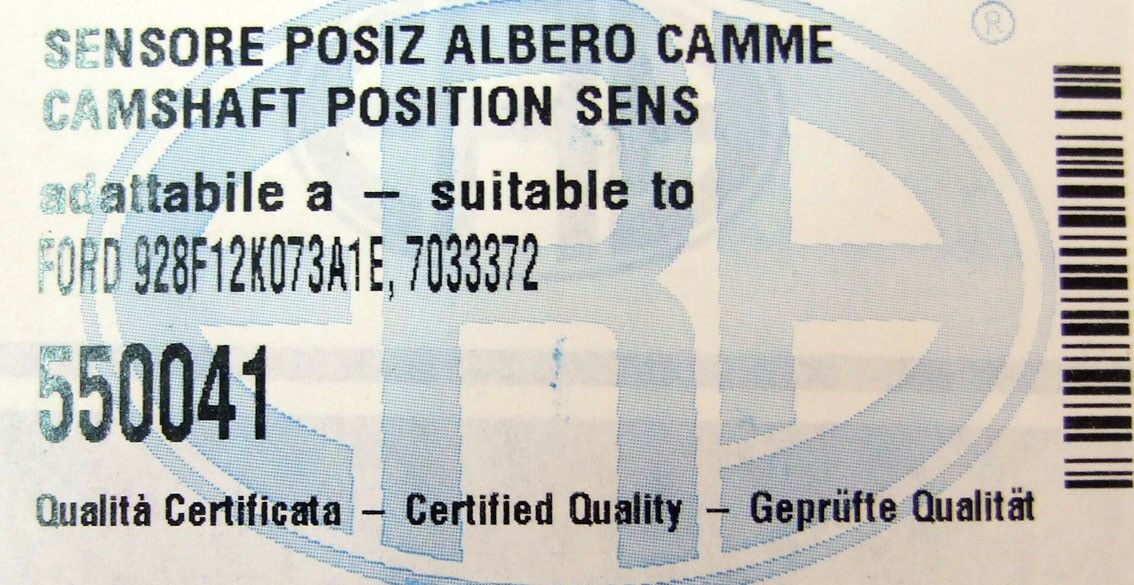 SENSORE POSIZ ALBERO CAMME
CAMSHAFT POSITION SENS
adattabile a – suitable to
FORD 928F12K073A1E, 7033372
550041
Qualità Certificata – Certified Quality – Geprüfte Qualität
ERA
®